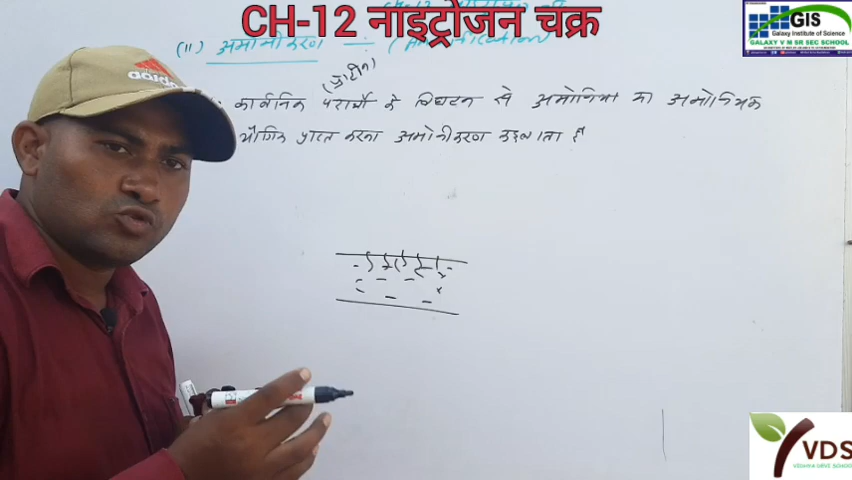 CH-12 नाइट्रोजन चक्र
(ii) अमोनीकरण ÷
(प्रोटीन)
कार्बनिक पदार्थो के विघटन से अमोनिया का अमोनियम
यौगिक प्राप्त करना अमोनीकरण कहलाता है
adidas
GIS
Galaxy Institute of Science
GALAXY V M SR SEC SCHOOL
VDS